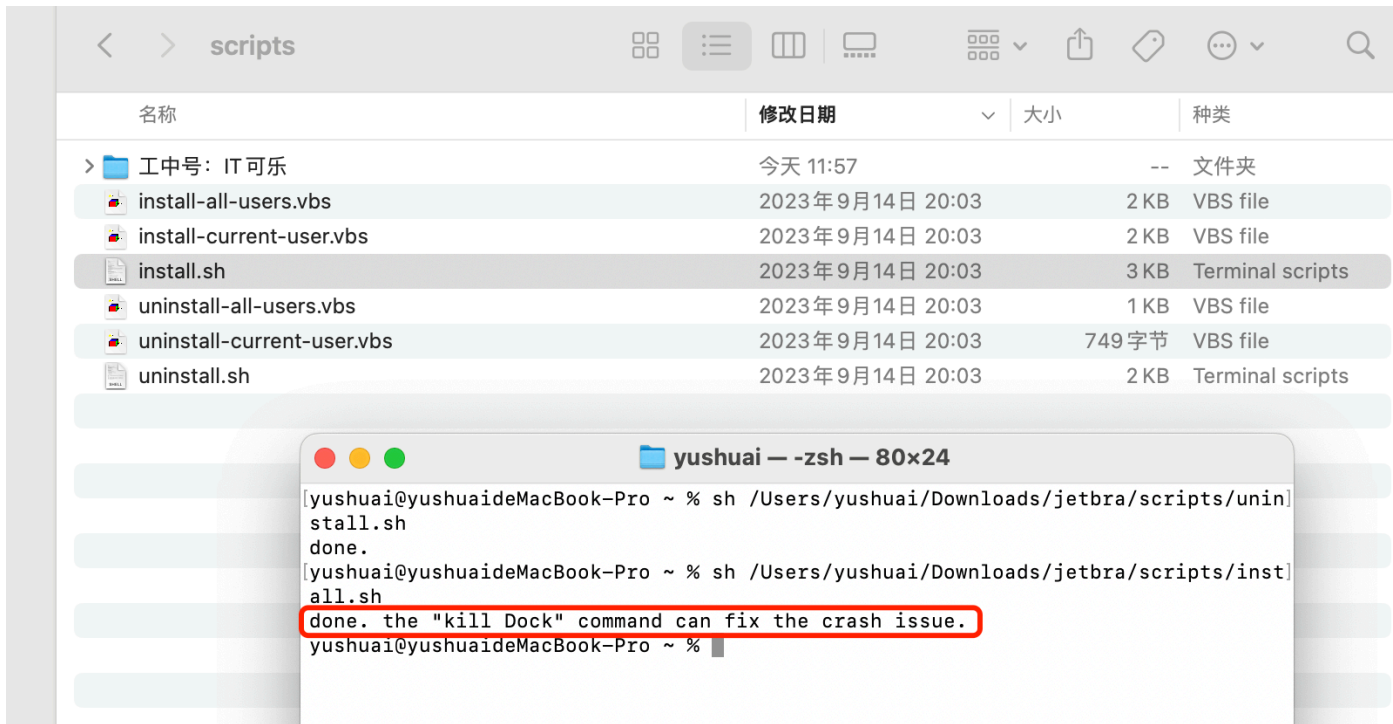 scripts
名称 修改日期 大小 种类
工中号：IT可乐 今天 11:57 -- 文件夹
install-all-users.vbs 2023年9月14日 20:03 2 KB VBS file
install-current-user.vbs 2023年9月14日 20:03 2 KB VBS file
install.sh 2023年9月14日 20:03 3 KB Terminal scripts
uninstall-all-users.vbs 2023年9月14日 20:03 1 KB VBS file
uninstall-current-user.vbs 2023年9月14日 20:03 749字节 VBS file
uninstall.sh 2023年9月14日 20:03 2 KB Terminal scripts
yushuai — -zsh — 80×24
[yushuai@yushuaideMacBook-Pro ~ % sh /Users/yushuai/Downloads/jetbra/scripts/unin]
stall.sh
done.
[yushuai@yushuaideMacBook-Pro ~ % sh /Users/yushuai/Downloads/jetbra/scripts/inst]
all.sh
done. the "kill Dock" command can fix the crash issue.
yushuai@yushuaideMacBook-Pro ~ %